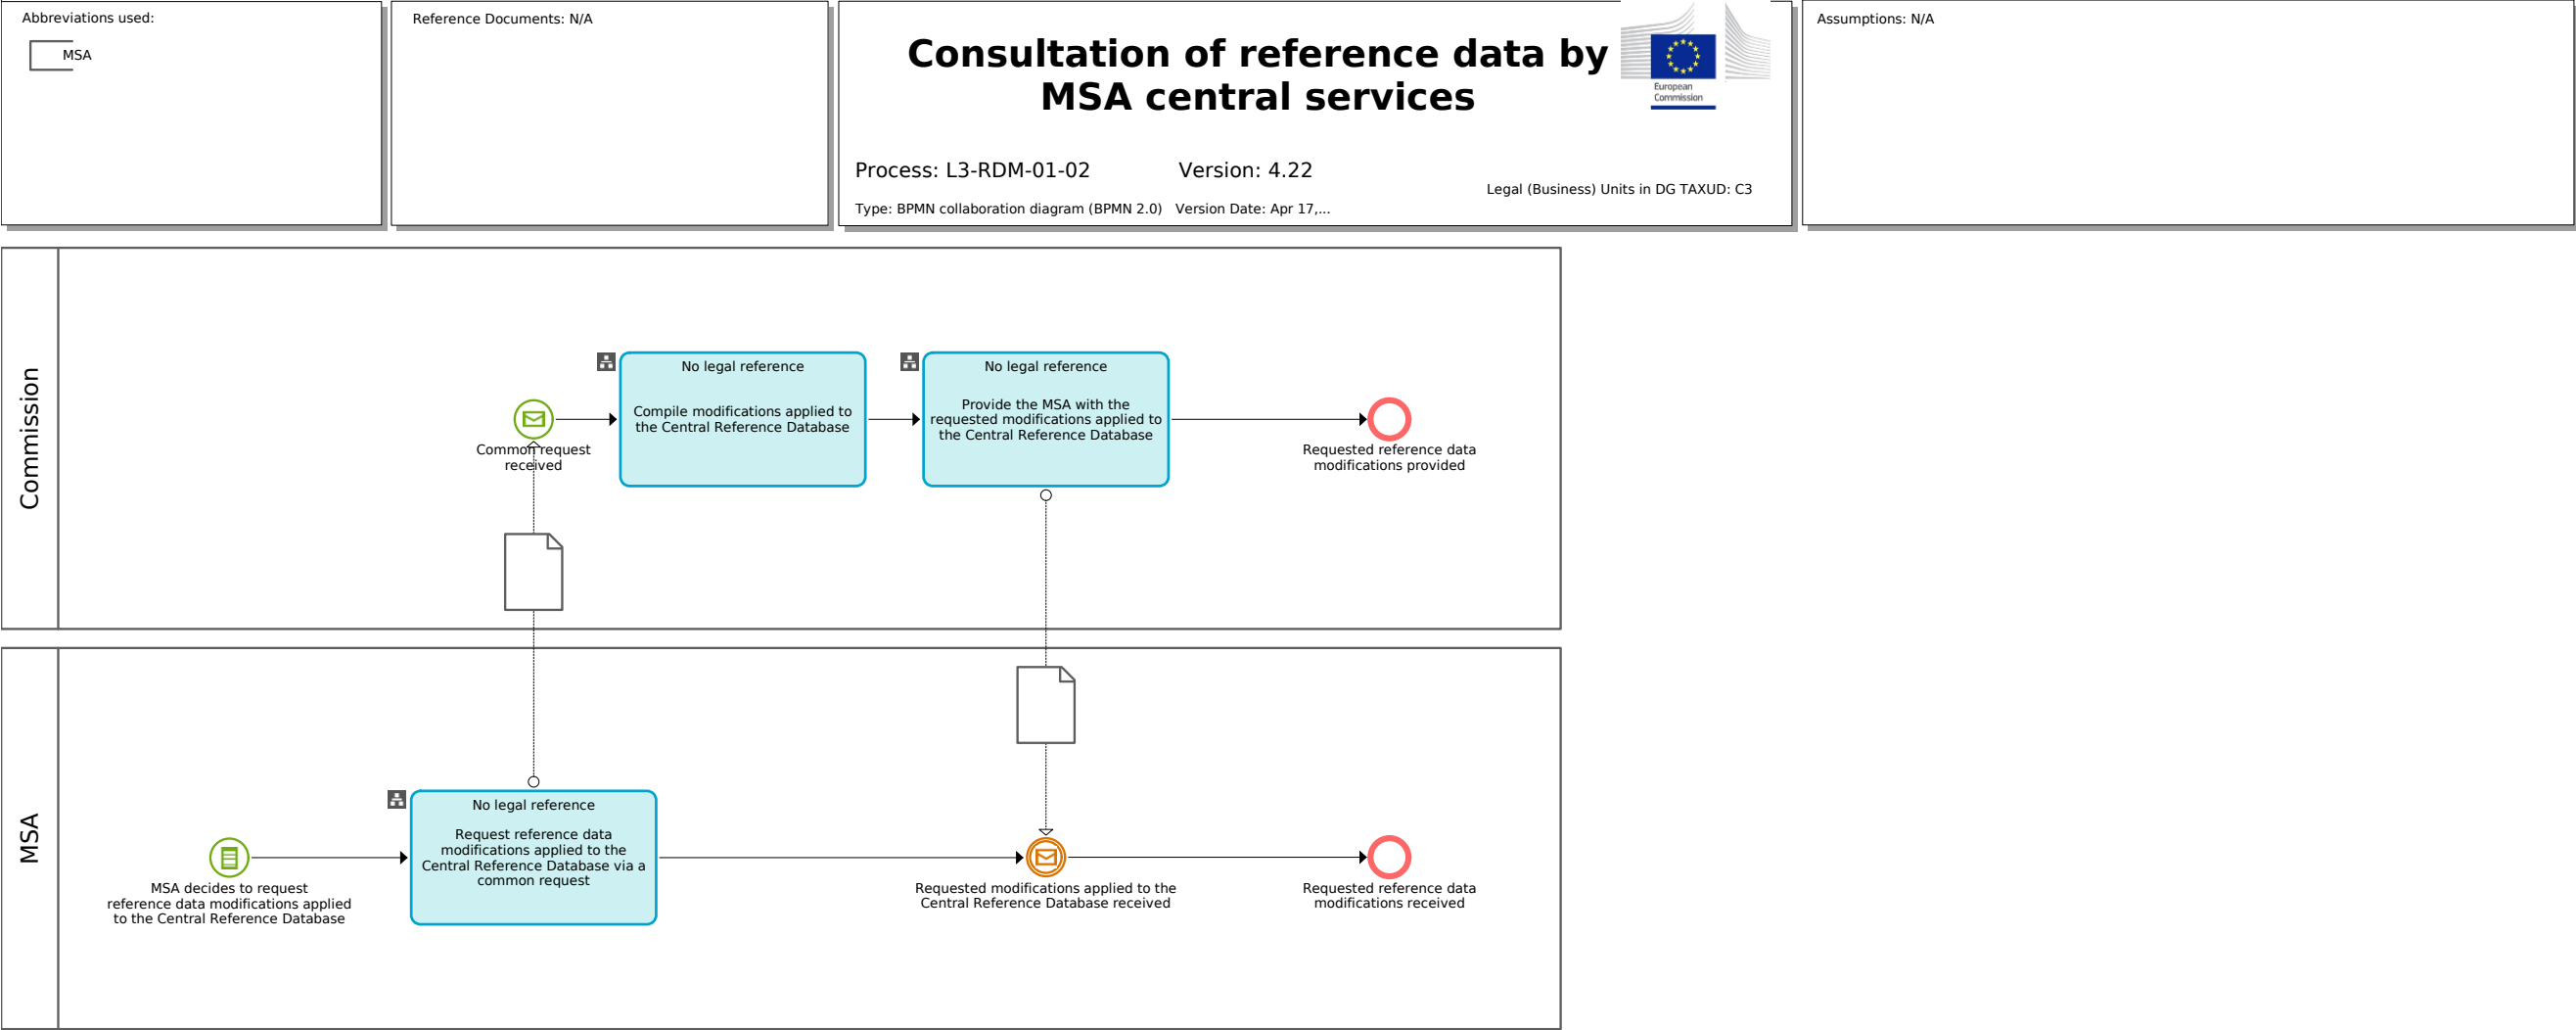 Abbreviations used:
MSA
Reference Documents: N/A
Consultation of reference data by
MSA central services
European
Commission
Process: L3-RDM-01-02
Version: 4.22
Legal (Business) Units in DG TAXUD: C3
Type: BPMN collaboration diagram (BPMN 2.0)
Version Date: Apr 17,...
Assumptions: N/A
Commission
Common request
received
No legal reference
Compile modifications applied to
the Central Reference Database
No legal reference
Provide the MSA with the
requested modifications applied to
the Central Reference Database
Requested reference data
modifications provided
MSA
MSA decides to request
reference data modifications applied
to the Central Reference Database
No legal reference
Request reference data
modifications applied to the
Central Reference Database via a
common request
Requested modifications applied to the
Central Reference Database received
Requested reference data
modifications received